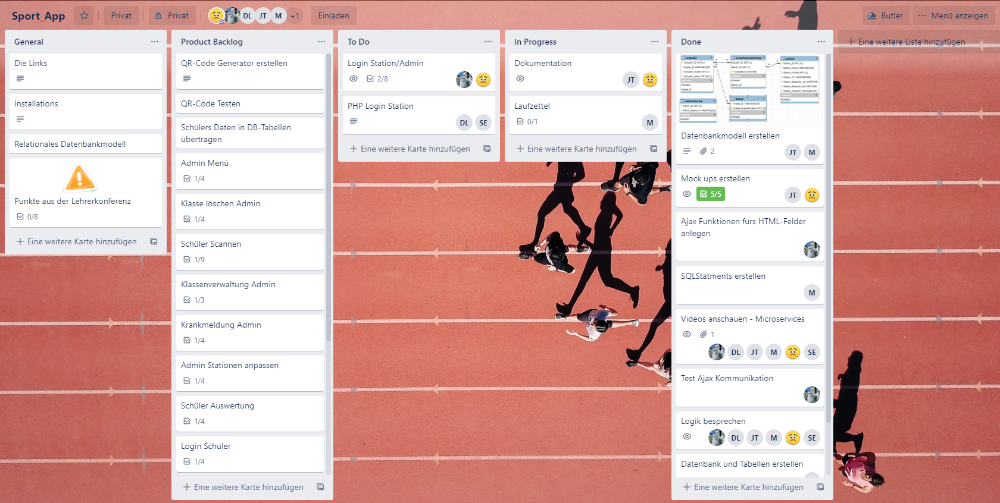 Sport_App
Privat
Privat
DL
JT
M
+1
Einladen
Butler
Menü anzeigen
General
Die Links
Installations
Relationales Datenbankmodell
Punkte aus der Lehrerkonferenz
0/8
Eine weitere Karte hinzufügen
Product Backlog
QR-Code Generator erstellen
QR-Code Testen
Schülers Daten in DB-Tabellen
übertragen
Admin Menü
1/4
Klasse löschen Admin
1/4
Schüler Scannen
1/9
Klassenverwaltung Admin
1/3
Krankmeldung Admin
1/4
Admin Stationen anpassen
1/4
Schüler Auswertung
1/4
Login Schüler
1/4
Eine weitere Karte hinzufügen
To Do
Login Station/Admin
2/8
PHP Login Station
DL
SE
Eine weitere Karte hinzufügen
In Progress
Dokumentation
JT
Laufzettel
0/1
M
Eine weitere Karte hinzufügen
Done
Datenbankmodell erstellen
2
JT
M
Mock ups erstellen
5/5
JT
Ajax Funktionen fürs HTML-Felder
anlegen
SQLStatments erstellen
M
Videos anschauen - Microservices
1
DL
JT
M
SE
Test Ajax Kommunikation
Logik besprechen
DL
JT
M
SE
Datenbank und Tabellen erstellen
Eine weitere Karte hinzufügen
Eine weitere Liste hinzufügen